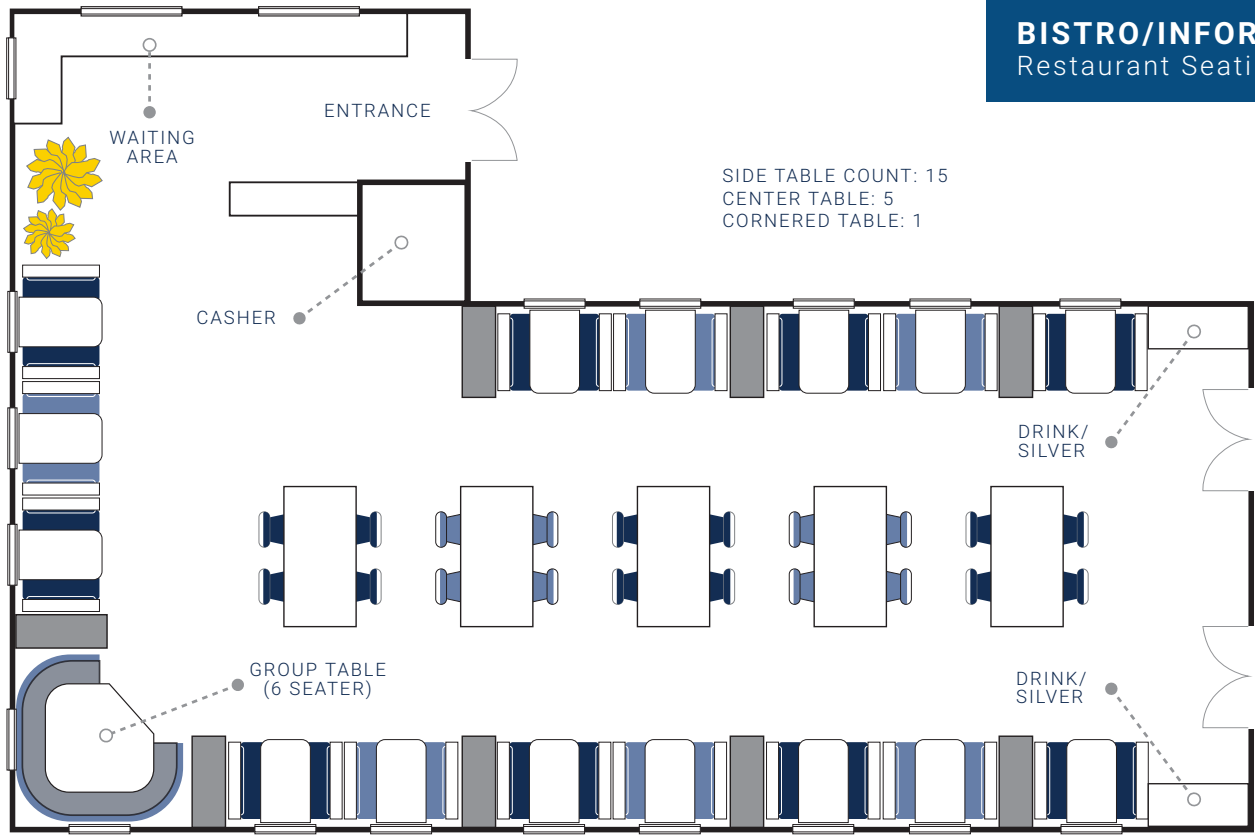 BISTRO/INFOR
Restaurant Seati
ENTRANCE
WAITING
AREA
SIDE TABLE COUNT: 15
CENTER TABLE: 5
CORNERED TABLE: 1
CASHER
DRINK/
SILVER
GROUP TABLE
(6 SEATER)
DRINK/
SILVER